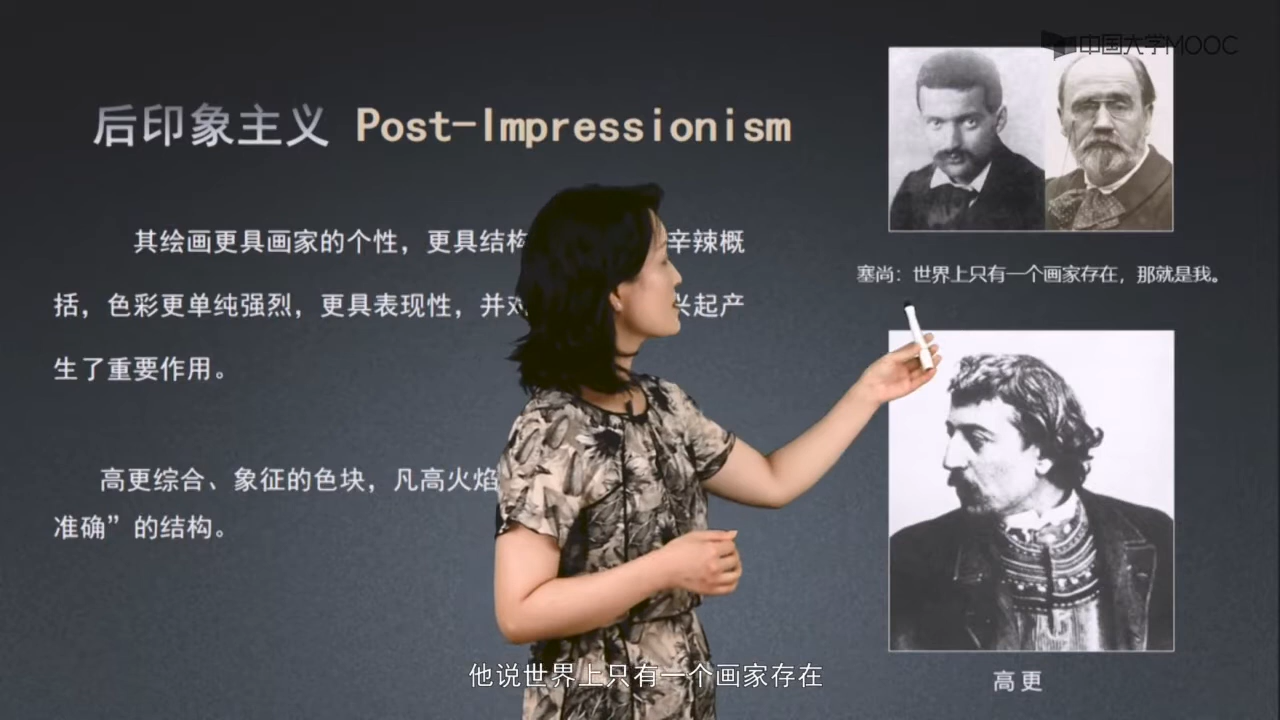 中国大学MOOC
后印象主义 Post-Impressionism
其绘画更具画家的个性，更具结构 辛辣概
括，色彩更单纯强烈，更具表现性，并对 兴起产
生了重要作用。
高更综合、象征的色块，凡高火焰
准确”的结构。
塞尚：世界上只有一个画家存在，那就是我。
高更
他说世界上只有一个画家存在